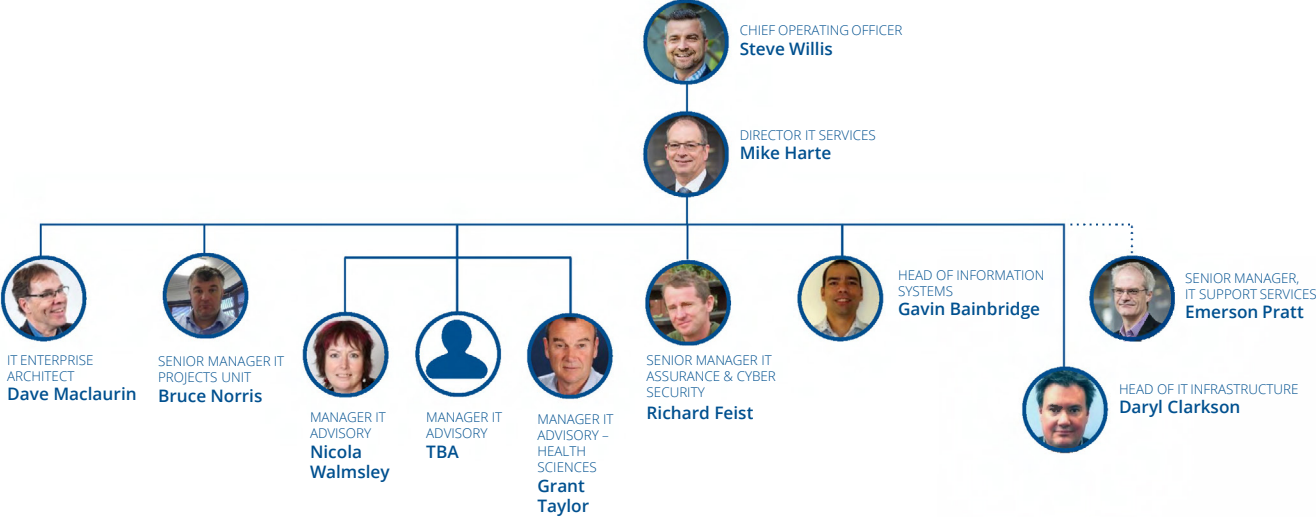 CHIEF OPERATING OFFICER
Steve Willis
DIRECTOR IT SERVICES
Mike Harte
IT ENTERPRISE
ARCHITECT
Dave Maclaurin
SENIOR MANAGER IT
PROJECTS UNIT
Bruce Norris
MANAGER IT
ADVISORY
Nicola
Walmsley
MANAGER IT
ADVISORY
TBA
MANAGER IT
ADVISORY –
HEALTH
SCIENCES
Grant
Taylor
SENIOR MANAGER IT
ASSURANCE & CYBER
SECURITY
Richard Feist
HEAD OF INFORMATION
SYSTEMS
Gavin Bainbridge
HEAD OF IT INFRASTRUCTURE
Daryl Clarkson
SENIOR MANAGER,
IT SUPPORT SERVICES
Emerson Pratt